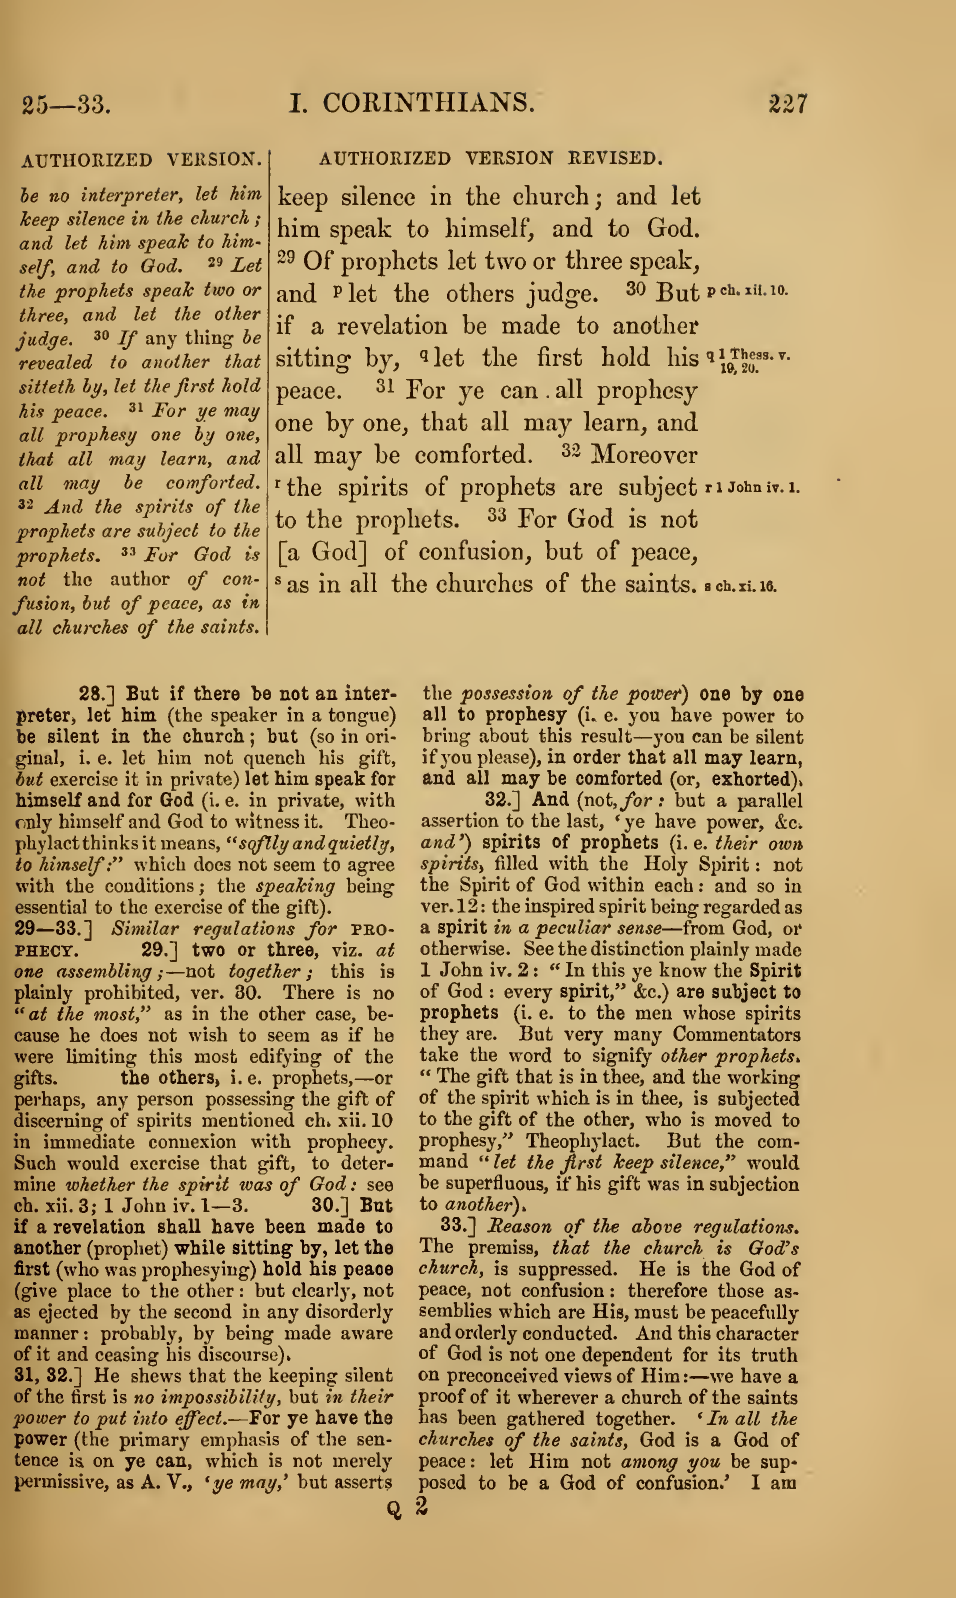 25—33.
I. CORINTHIANS.
227
AUTHORIZED VERSION.
be no interpreter, let him
keep silence in the church;
and let him speak to him-
self, and to God. 29 Let
the prophets speak two or
three, and let the other
judge. 30 If any thing be
revealed to another that
sitteth by, let the first hold
his peace. 31 For ye may
all prophesy one by one,
that all may learn, and
all may be comforted.
32 And the spirits of the
prophets are subject to the
prophets. 33 For God is
not the author of con-
fusion, but of peace, as in
all churches of the saints.
AUTHORIZED VERSION REVISED.
keep silence in the church; and let
him speak to himself, and to God.
29 Of prophets let two or three speak,
and p let the others judge. 30 But
if a revelation be made to another
sitting by, q let the first hold his
peace. 31 For ye can all prophesy
one by one, that all may learn, and
all may be comforted. 32 Moreover
r the spirits of prophets are subject
to the prophets. 33 For God is not
[a God] of confusion, but of peace,
s as in all the churches of the saints.
p ch. xii. 10.
q 1 Thess. v.
19, 20.
r 1 John iv. 1.
s ch. xi. 16.
28.] But if there be not an inter-
preter, let him (the speaker in a tongue)
be silent in the church; but (so in ori-
ginal, i. e. let him not quench his gift,
but exercise it in private) let him speak for
himself and for God (i. e. in private, with
only himself and God to witness it. Theo-
phylact thinks it means, "softly and quietly,
to himself:" which does not seem to agree
with the conditions; the speaking being
essential to the exercise of the gift).
29—33.] Similar regulations for PRO-
PHECY. 29.] two or three, viz. at
one assembling;—not together; this is
plainly prohibited, ver. 30. There is no
"at the most," as in the other case, be-
cause he does not wish to seem as if he
were limiting this most edifying of the
gifts. the others, i. e. prophets,—or
perhaps, any person possessing the gift of
discerning of spirits mentioned ch. xii. 10
in immediate connexion with prophecy.
Such would exercise that gift, to deter-
mine whether the spirit was of God: see
ch. xii. 3; 1 John iv. 1—3. 30.] But
if a revelation shall have been made to
another (prophet) while sitting by, let the
first (who was prophesying) hold his peace
(give place to the other: but clearly, not
as ejected by the second in any disorderly
manner: probably, by being made aware
of it and ceasing his discourse).
31, 32.] He shews that the keeping silent
of the first is no impossibility, but in their
power to put into effect.—For ye have the
power (the primary emphasis of the sen-
tence is on ye can, which is not merely
permissive, as A. V., 'ye may,' but asserts
the possession of the power) one by one
all to prophesy (i. e. you have power to
bring about this result—you can be silent
if you please), in order that all may learn,
and all may be comforted (or, exhorted).
32.] And (not, for: but a parallel
assertion to the last, 'ye have power, &c.
and') spirits of prophets (i. e. their own
spirits, filled with the Holy Spirit: not
the Spirit of God within each: and so in
ver. 12: the inspired spirit being regarded as
a spirit in a peculiar sense—from God, or
otherwise. See the distinction plainly made
1 John iv. 2: "In this ye know the Spirit
of God: every spirit," &c.) are subject to
prophets (i. e. to the men whose spirits
they are. But very many Commentators
take the word to signify other prophets.
"The gift that is in thee, and the working
of the spirit which is in thee, is subjected
to the gift of the other, who is moved to
prophesy," Theophylact. But the com-
mand "let the first keep silence," would
be superfluous, if his gift was in subjection
to another).
33.] Reason of the above regulations.
The premiss, that the church is God's
church, is suppressed. He is the God of
peace, not confusion: therefore those as-
semblies which are His, must be peacefully
and orderly conducted. And this character
of God is not one dependent for its truth
on preconceived views of Him:—we have a
proof of it wherever a church of the saints
has been gathered together. 'In all the
churches of the saints, God is a God of
peace: let Him not among you be sup-
posed to be a God of confusion.' I am
Q 2